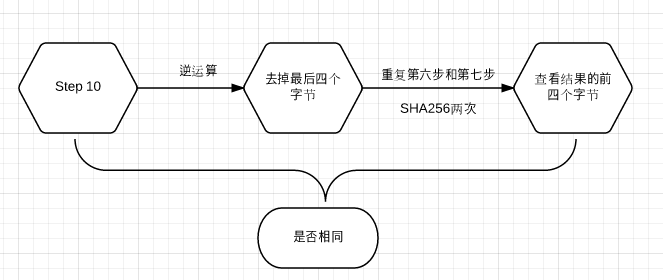 Step 10
逆运算
去掉最后四个
字节
重复第六步和第七步
SHA256两次
查看结果的前
四个字节
是否相同